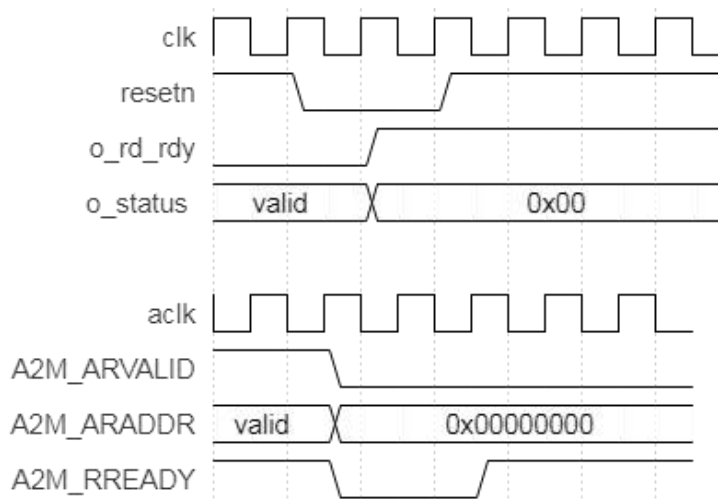 clk
resetn
o_rd_rdy
o_status valid 0x00
aclk
A2M_ARVALID
A2M_ARADDR valid 0x00000000
A2M_RREADY